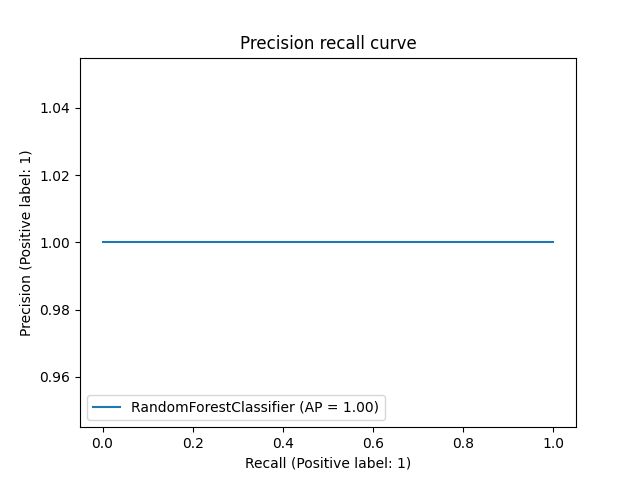 Precision recall curve
Precision (Positive label: 1)
1.04
1.02
1.00
0.98
0.96
RandomForestClassifier (AP = 1.00)
0.0 0.2 0.4 0.6 0.8 1.0
Recall (Positive label: 1)